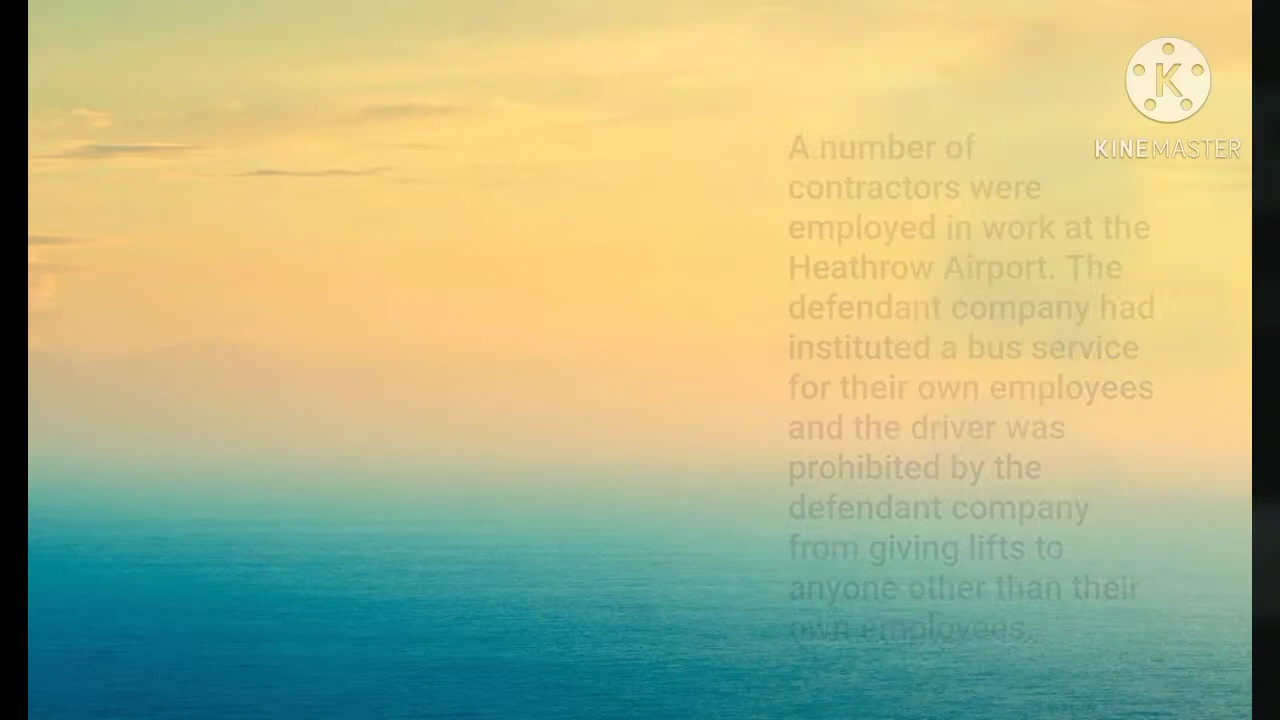 K
KINEMASTER
A number of
contractors were
employed in work at the
Heathrow Airport. The
defendant company had
instituted a bus service
for their own employees
and the driver was
prohibited by the
defendant company
from giving lifts to
anyone other than their
own employees.